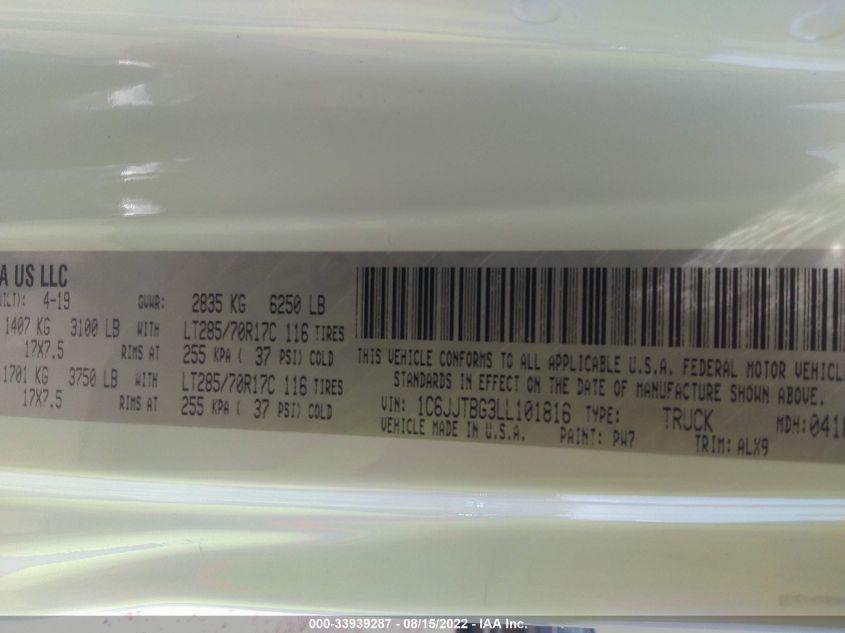 A US LLC
4-19 GVWR: 2835 KG 6250 LB
1407 KG 3100 LB WITH LT285/70R17C 116 TIRES
17X7.5 RIMS AT 255 KPA ( 37 PSI) COLD
1701 KG 3750 LB WITH LT285/70R17C 116 TIRES
17X7.5 RIMS AT 255 KPA ( 37 PSI) COLD
THIS VEHICLE CONFORMS TO ALL APPLICABLE U.S.A. FEDERAL MOTOR VEHICLE
STANDARDS IN EFFECT ON THE DATE OF MANUFACTURE SHOWN ABOVE.
VIN: 1C6JJTBG3LL101816 TYPE: TRUCK MDH: 0418
VEHICLE MADE IN U.S.A. PAINT: PW7 TRIM: ALX9
000-33939287 - 08/15/2022 - IAA Inc.